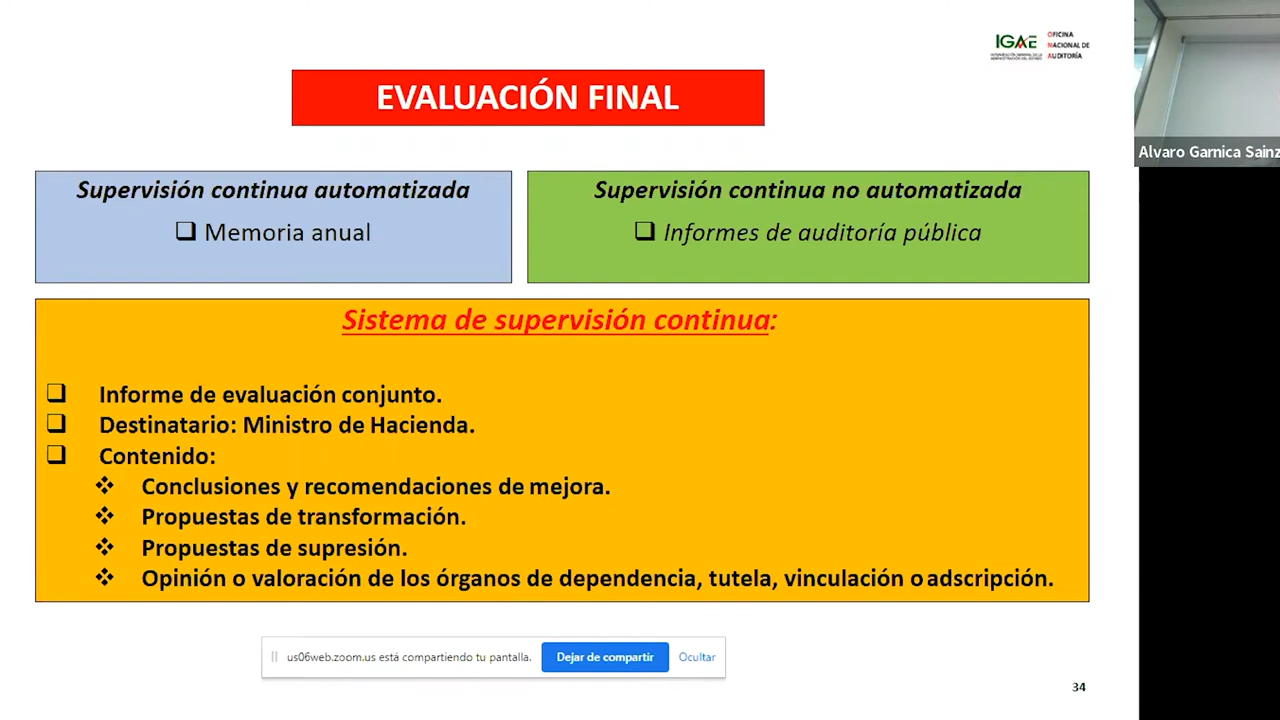 IGAE
OFICINA
NACIONAL DE
AUDITORÍA
EVALUACIÓN FINAL
Alvaro Garnica Sainz
Supervisión continua automatizada
Memoria anual
Supervisión continua no automatizada
Informes de auditoría pública
Sistema de supervisión continua:
Informe de evaluación conjunto.
Destinatario: Ministro de Hacienda.
Contenido:
Conclusiones y recomendaciones de mejora.
Propuestas de transformación.
Propuestas de supresión.
Opinión o valoración de los órganos de dependencia, tutela, vinculación o adscripción.
us06web.zoom.us está compartiendo tu pantalla.
Dejar de compartir
Ocultar
34